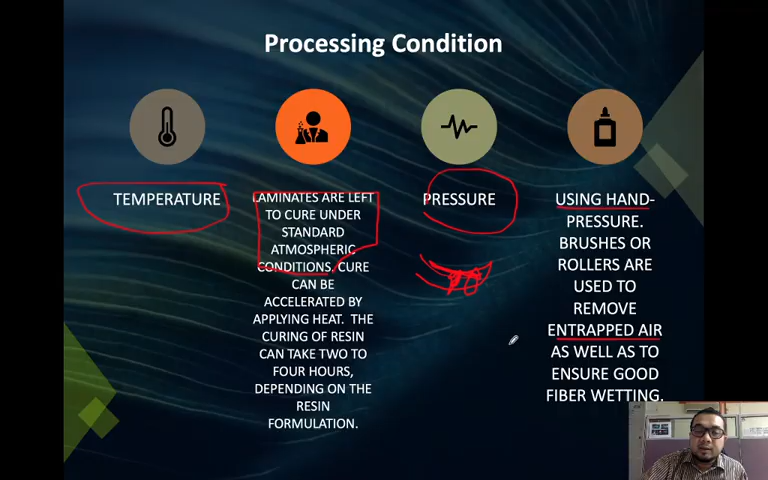 Processing Condition
TEMPERATURE
LAMINATES ARE LEFT
TO CURE UNDER
STANDARD
ATMOSPHERIC
CONDITIONS. CURE
CAN BE
ACCELERATED BY
APPLYING HEAT. THE
CURING OF RESIN
CAN TAKE TWO TO
FOUR HOURS,
DEPENDING ON THE
RESIN
FORMULATION.
PRESSURE
USING HAND-
PRESSURE.
BRUSHES OR
ROLLERS ARE
USED TO
REMOVE
ENTRAPPED AIR
AS WELL AS TO
ENSURE GOOD
FIBER WETTING.